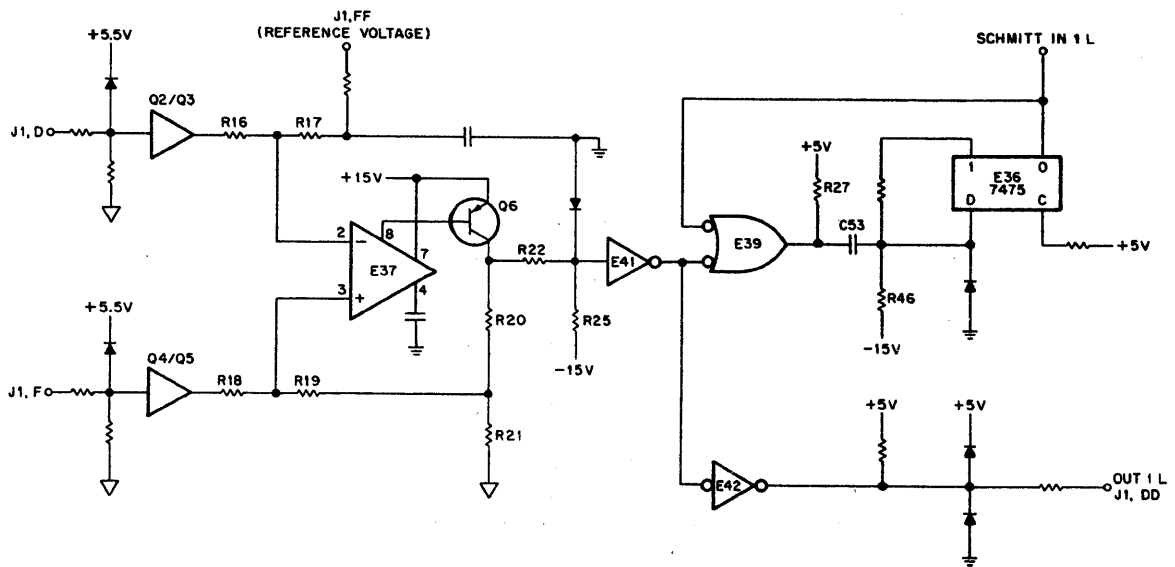 J1,FF
(REFERENCE VOLTAGE)
+5.5V
SCHMITT IN 1 L
Q2/Q3
J1,D
R16
R17
+15V
Q6
+5V
R27
1
0
E36
7475
D
C
2
−
8
7
E37
3
+
4
R22
E41
E39
C53
+5V
R46
−15V
R20
R25
−15V
+5.5V
Q4/Q5
J1,F
R18
R19
R21
+5V
+5V
E42
OUT 1 L
J1, DD